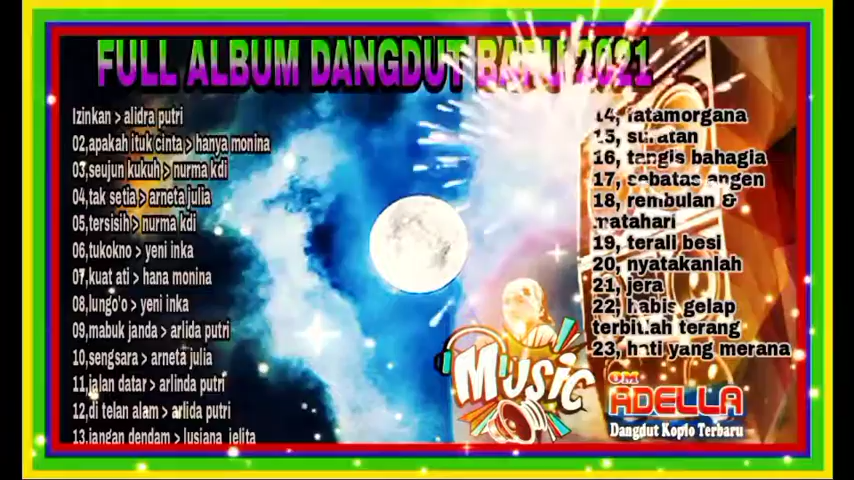 FULL ALBUM DANGDUT BARU 2021
Izinkan > alidra putri
02,apakah ituk cinta > hanya monina
03,seujun kukuh > nurma kdi
04,tak setia > arneta julia
05,tersisih > nurma kdi
06,tukokno > yeni inka
07,kuat ati > hana monina
08,lungo'o > yeni inka
09,mabuk janda > arlida putri
10,sengsara > arneta julia
11,jalan datar > arlinda putri
12,di telan alam > arlida putri
13,jangan dendam > lusiana jelita
14, fatamorgana
15, suratan
16, tangis bahagia
17, sebatas angen
18, rembulan &
matahari
19, terali besi
20, nyatakanlah
21, jera
22, habis gelap
terbitlah terang
23, hati yang merana
MUSIC
OM
ADELLA
Dangdut Koplo Terbaru